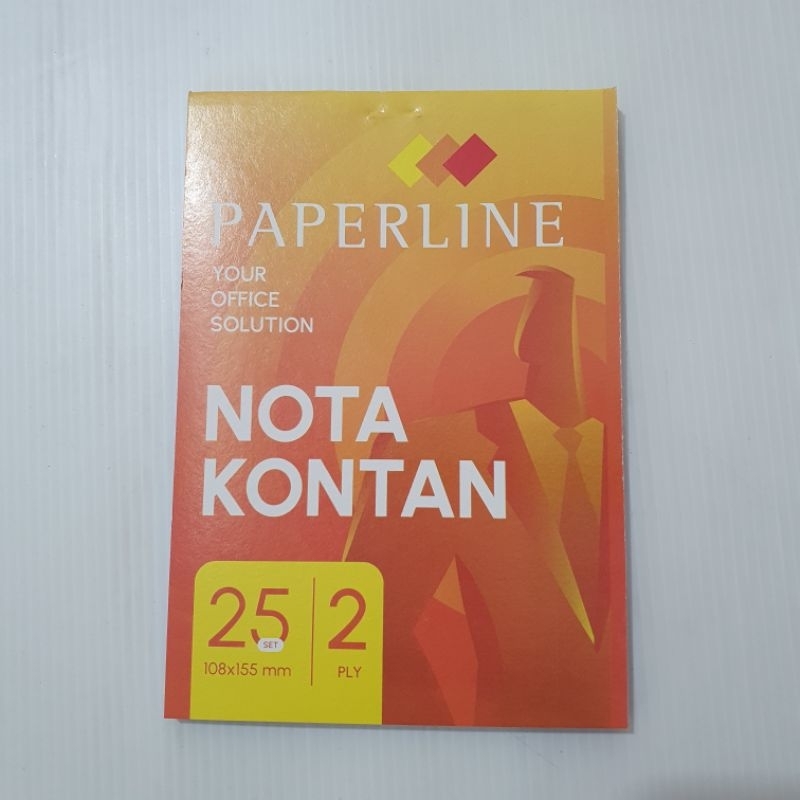 PAPERLINE
YOUR
OFFICE
SOLUTION
NOTA
KONTAN
25 SET
108x155 mm
2
PLY